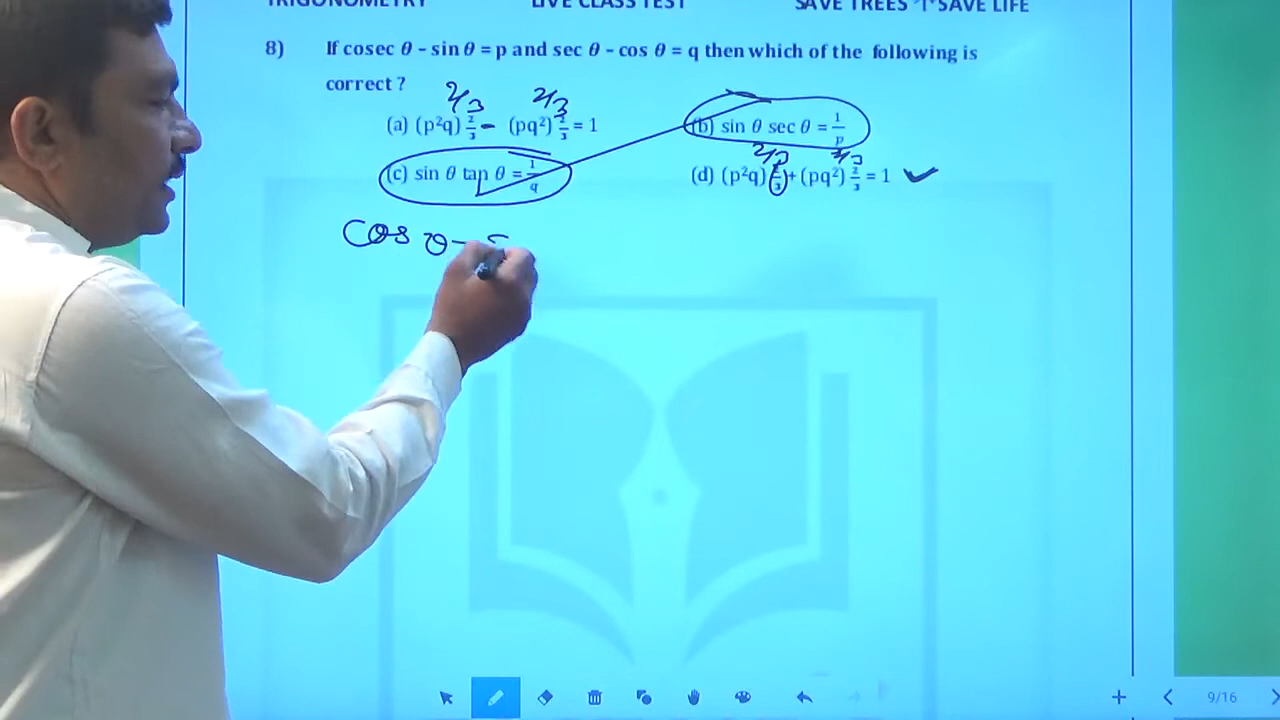 TRIGONOMETRY LIVE CLASS TEST SAVE TREES SAVE LIFE
8) If cosec θ – sin θ = p and sec θ – cos θ = q then which of the following is
correct ?
2/3 2/3
(a) (p²q) 2/3 – (pq²) 2/3 = 1 (b) sin θ sec θ = 1/p
2/3 2/3
(c) sin θ tan θ = 1/q (d) (p²q) 2/3 + (pq²) 2/3 = 1 ✓
cos θ –
9/16